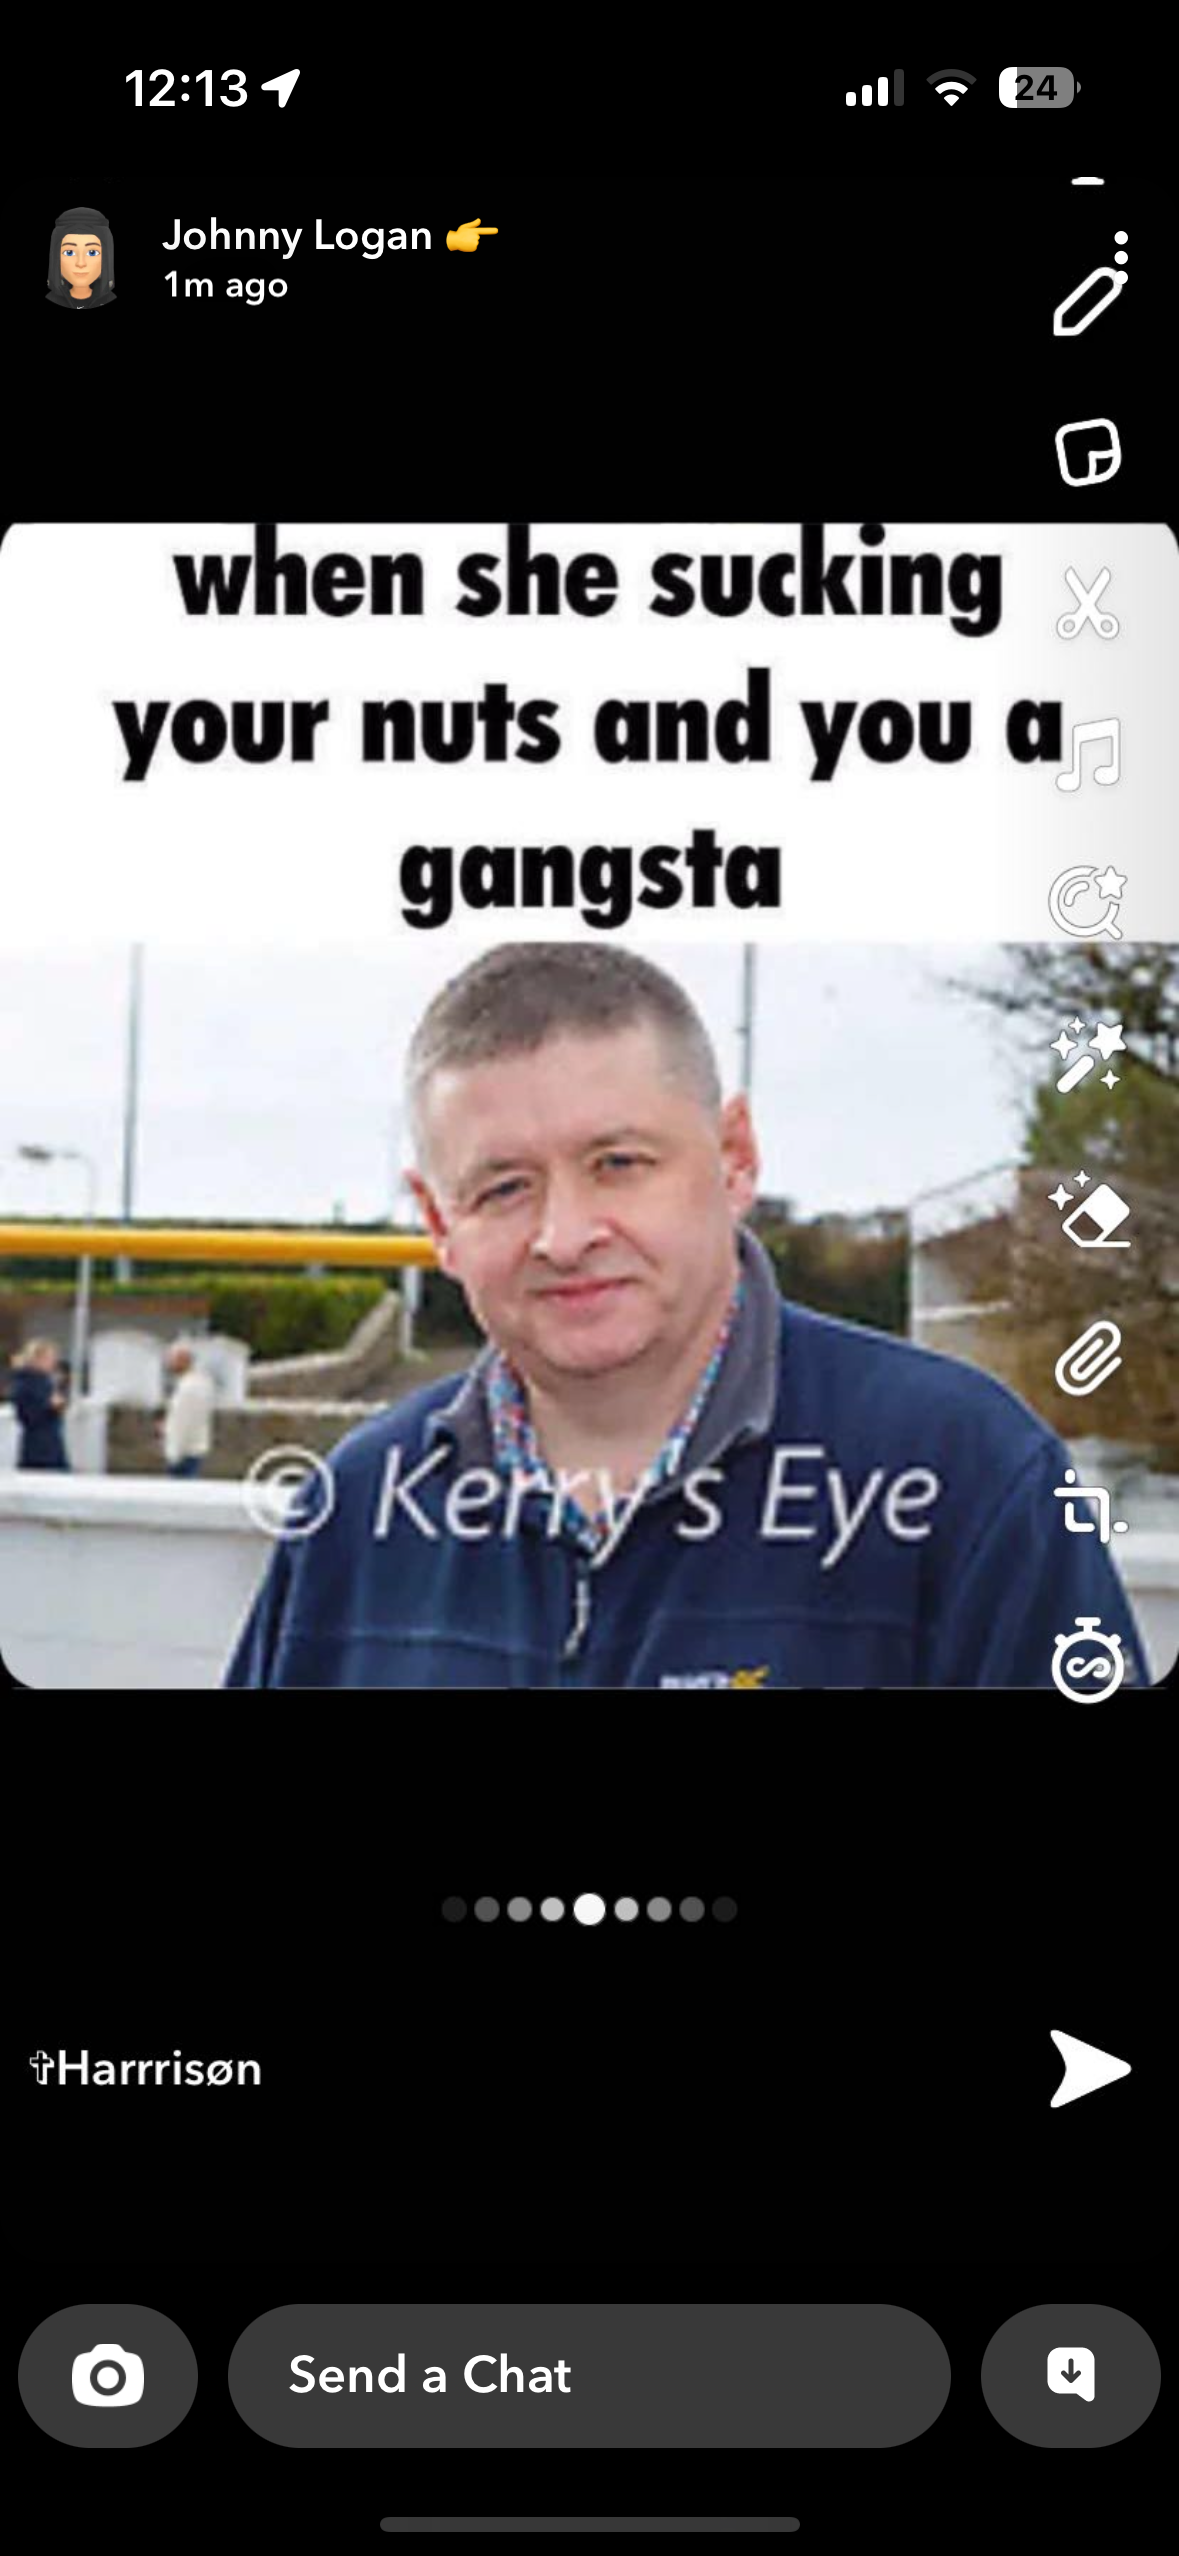 12:13
24
Johnny Logan 👉
1m ago
when she sucking
your nuts and you a
gangsta
© Kerry's Eye
✞Harrrisøn
Send a Chat